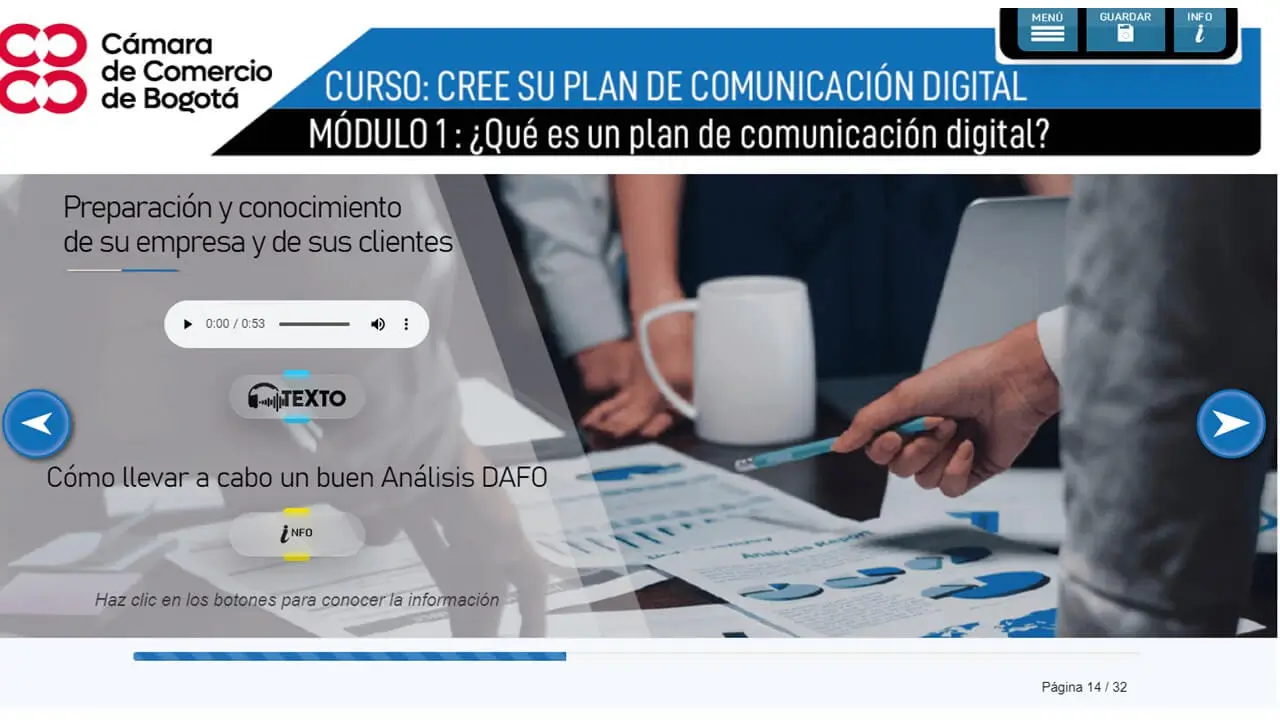 MENÚ
GUARDAR
INFO
i
Cámara
de Comercio
de Bogotá
CURSO: CREE SU PLAN DE COMUNICACIÓN DIGITAL
MÓDULO 1 : ¿Qué es un plan de comunicación digital?
Preparación y conocimiento
de su empresa y de sus clientes
0:00 / 0:53
TEXTO
Cómo llevar a cabo un buen Análisis DAFO
iNFO
Analysis Report
Haz clic en los botones para conocer la información
Página 14 / 32